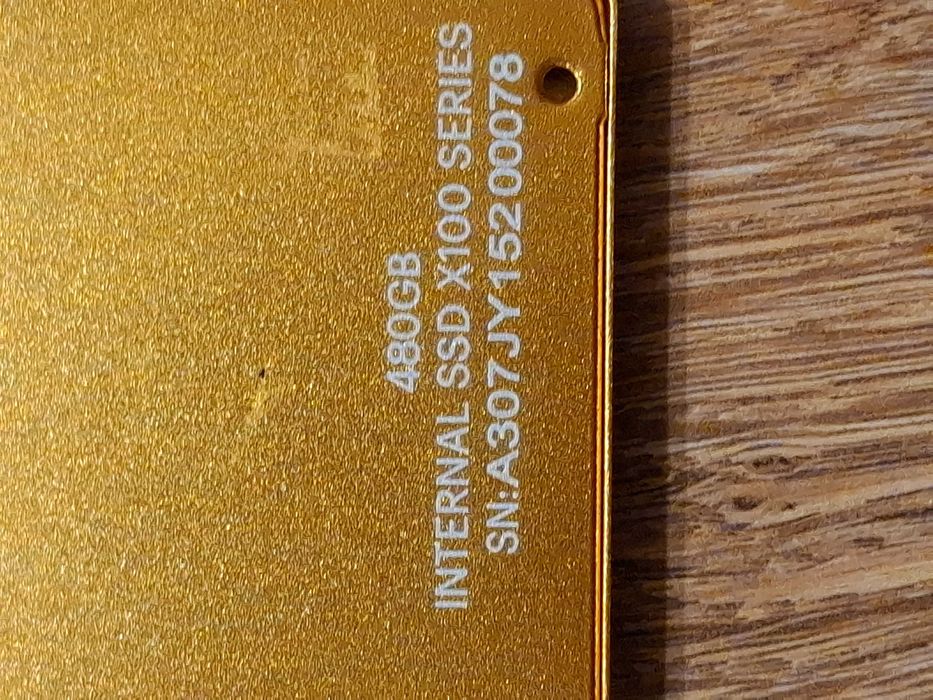 480GB
INTERNAL SSD X100 SERIES
SN:A307JY15200078